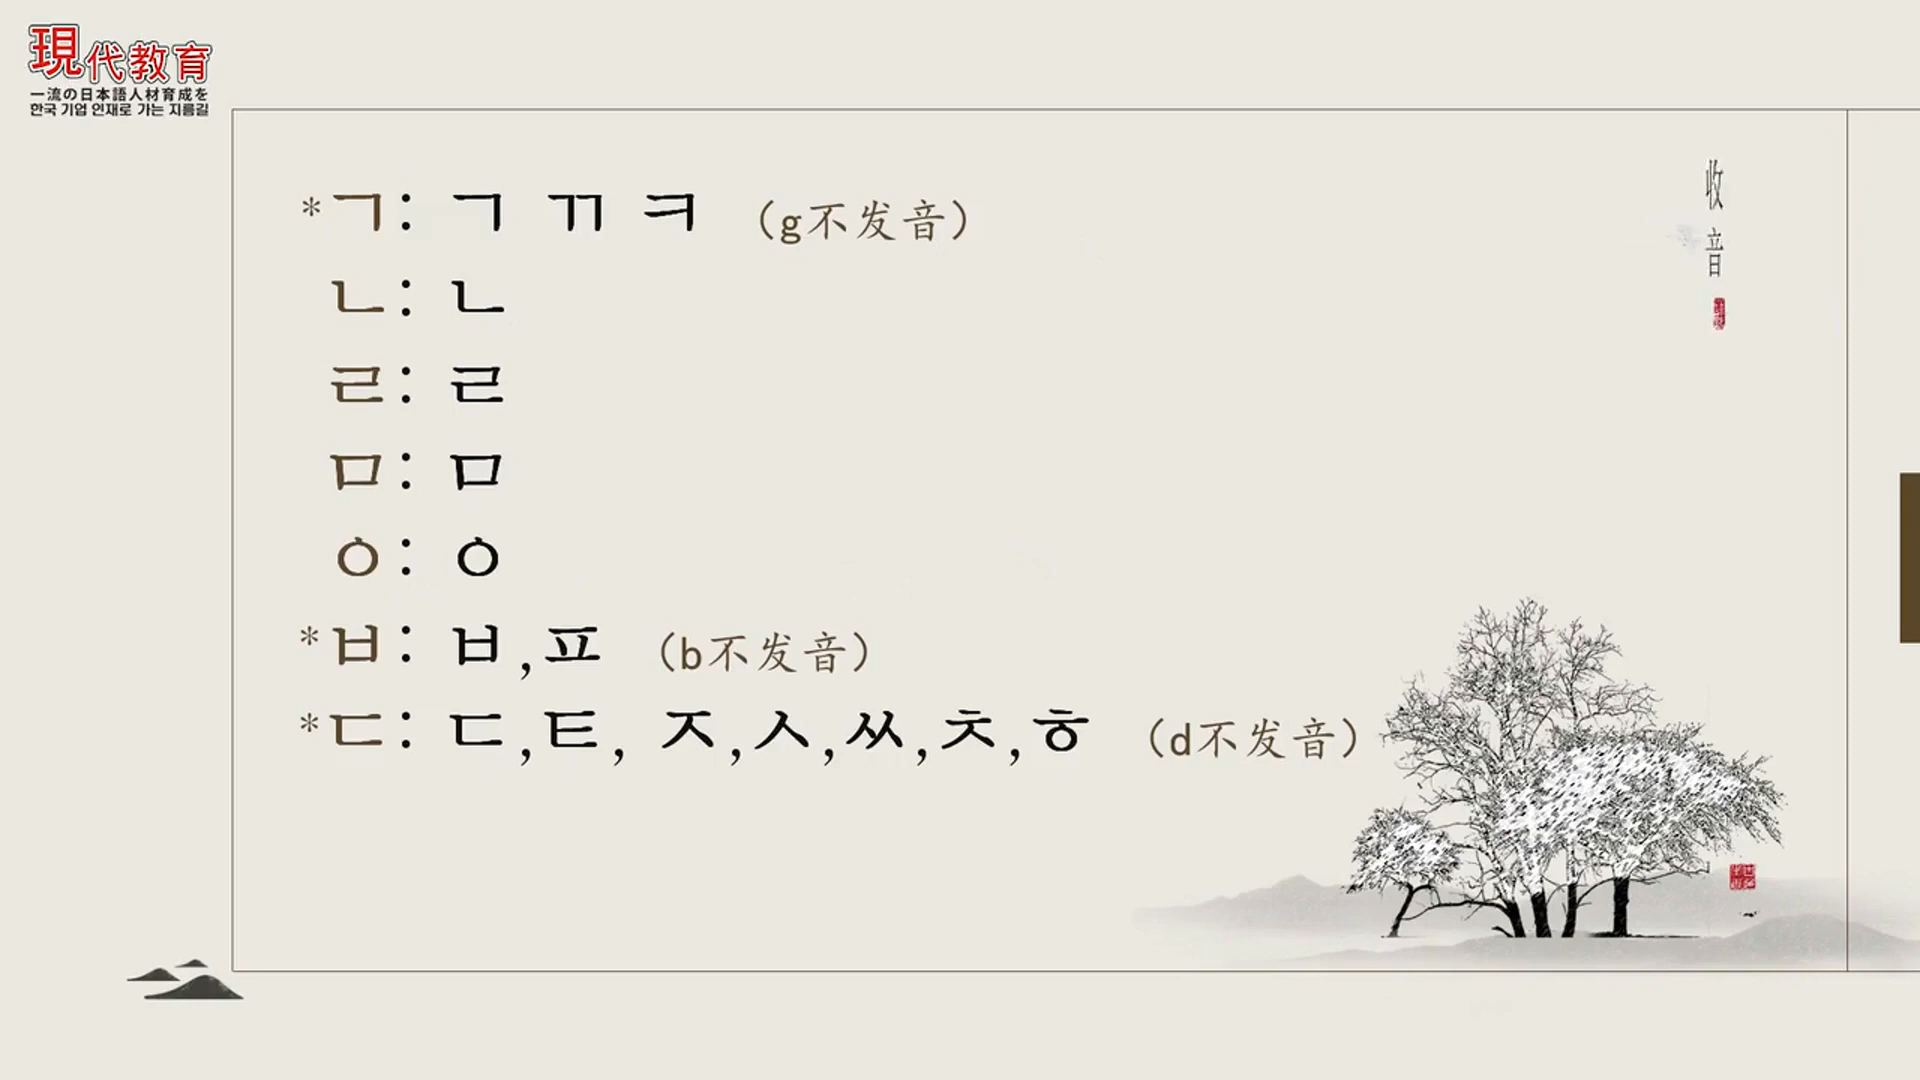 現代教育
一流の日本語人材育成を
한국 기업 인재로 가는 지름길
收音
*ㄱ: ㄱ ㄲ ㅋ (g不发音)
ㄴ: ㄴ
ㄹ: ㄹ
ㅁ: ㅁ
ㅇ: ㅇ
*ㅂ: ㅂ,ㅍ (b不发音)
*ㄷ: ㄷ,ㅌ, ㅈ,ㅅ,ㅆ,ㅊ,ㅎ (d不发音)